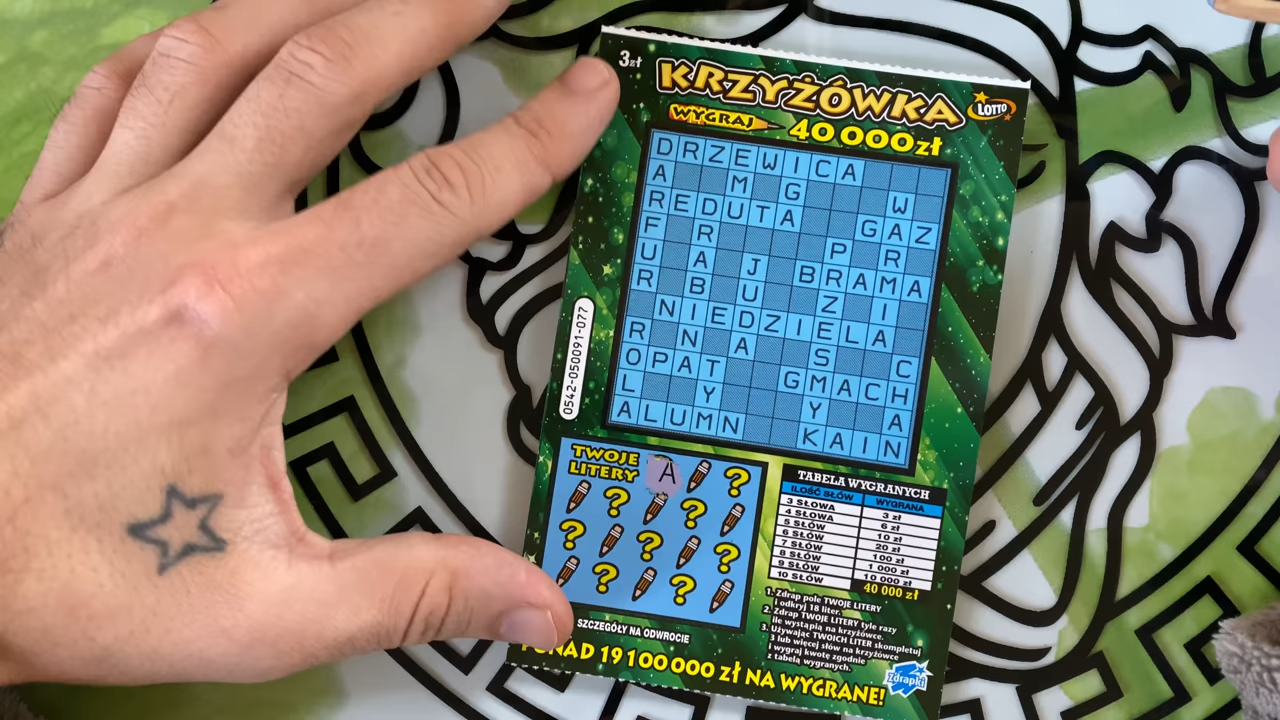 3zł
KRZYŻÓWKA
LOTTO
WYGRAJ 40 000 zł
DRZEWICA
A M G W
REDUTA GAZ
F R P A
U A J BRAMA
R B U Z I
NIEDZIELA
R N A S C
OPAT GMACH
L Y Y A
ALUMN KAIN
0542-050091-077
TWOJE
LITERY
A
?
? ?
? ? ?
? ?
TABELA WYGRANYCH
ILOŚĆ SŁÓW WYGRANA
3 SŁOWA 3 zł
4 SŁOWA 6 zł
5 SŁÓW 10 zł
6 SŁÓW 20 zł
7 SŁÓW 100 zł
8 SŁÓW 1 000 zł
9 SŁÓW 10 000 zł
10 SŁÓW 40 000 zł
1. Zdrap pole TWOJE LITERY
i odkryj 18 liter.
2. Zdrap TWOJE LITERY tyle razy
ile wystąpią na krzyżówce.
3. Używając TWOICH LITER skompletuj
3 lub więcej słów na krzyżówce
i wygraj kwotę zgodnie
z tabelą wygranych.
SZCZEGÓŁY NA ODWROCIE
PONAD 19 100 000 zł NA WYGRANE!
Zdrapki